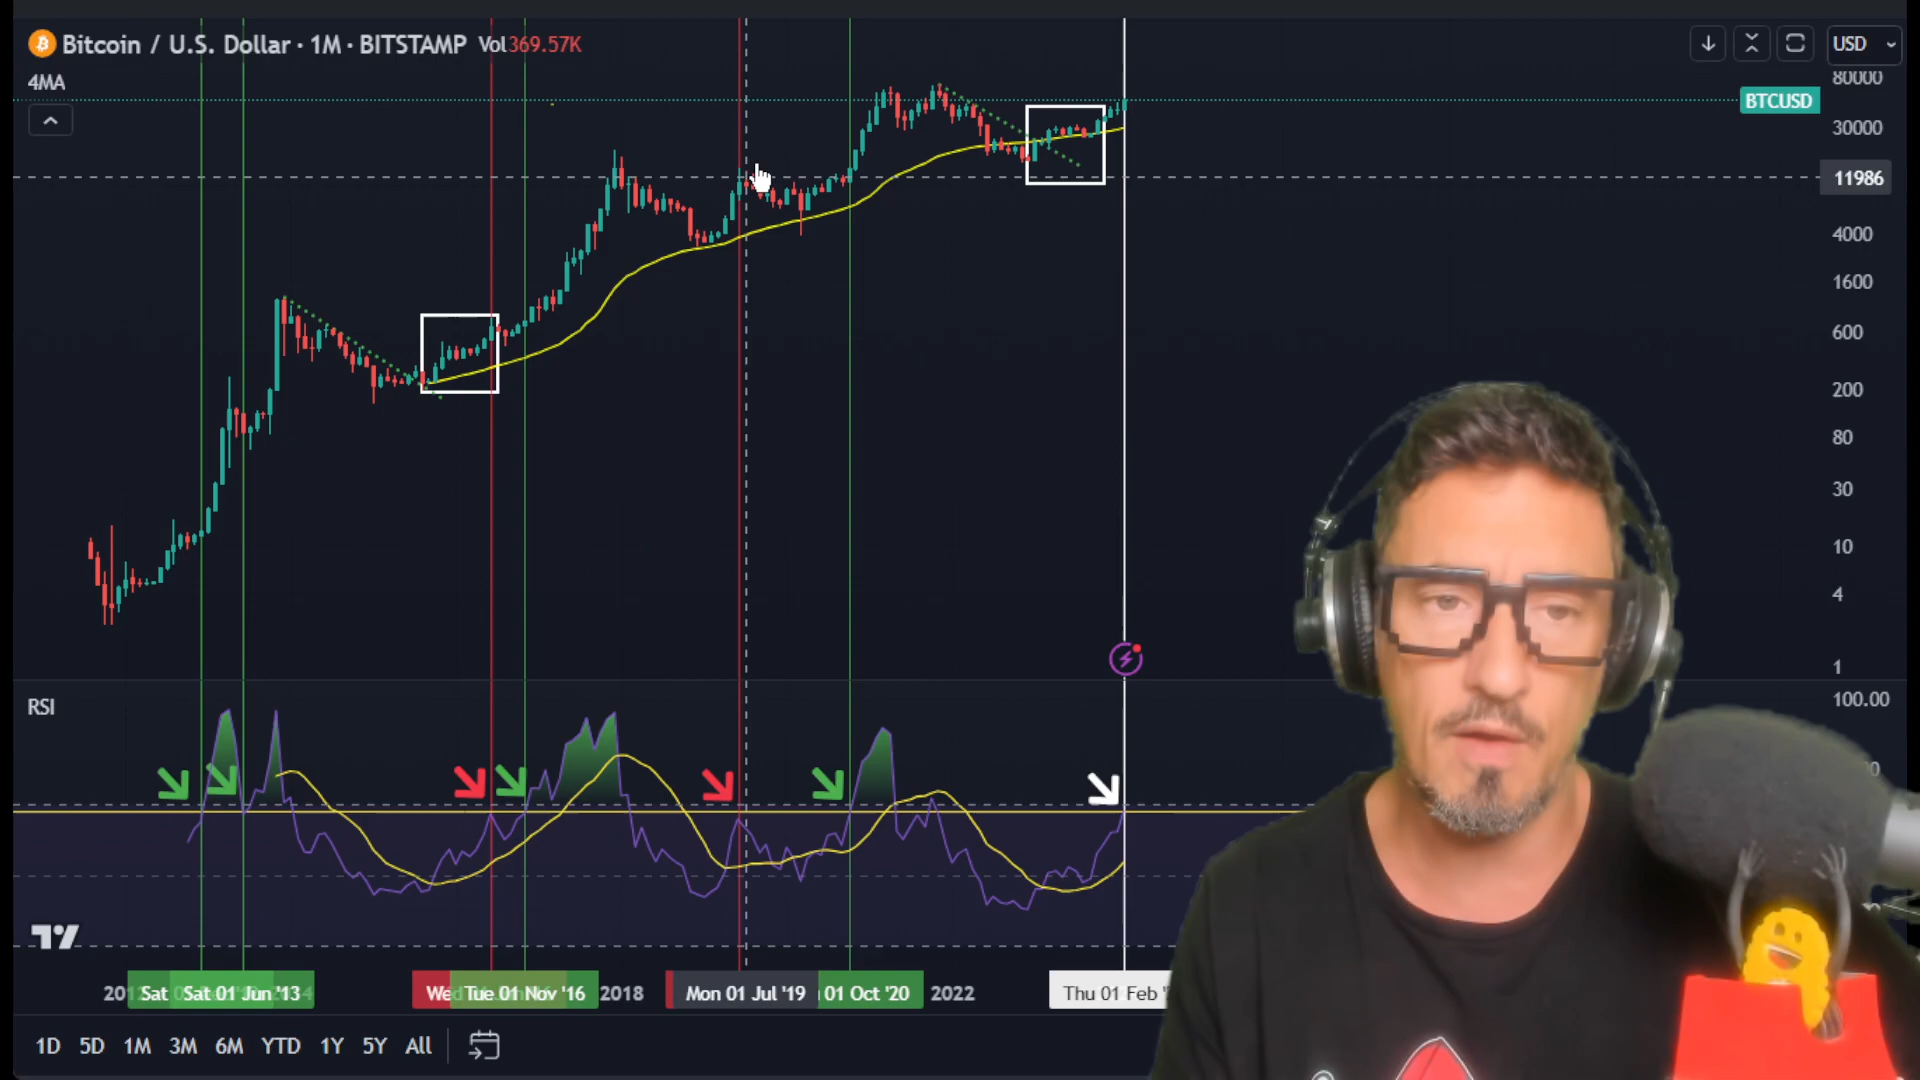 Bitcoin / U.S. Dollar · 1M · BITSTAMP Vol369.57K
USD
4MA
80000
BTCUSD
30000
11986
4000
1600
600
200
80
30
10
4
1
RSI
100.00
Sat Sat 01 Jun '13
Tue 01 Nov '16
2018
Mon 01 Jul '19
01 Oct '20
2022
Thu 01 Feb
1D 5D 1M 3M 6M YTD 1Y 5Y All